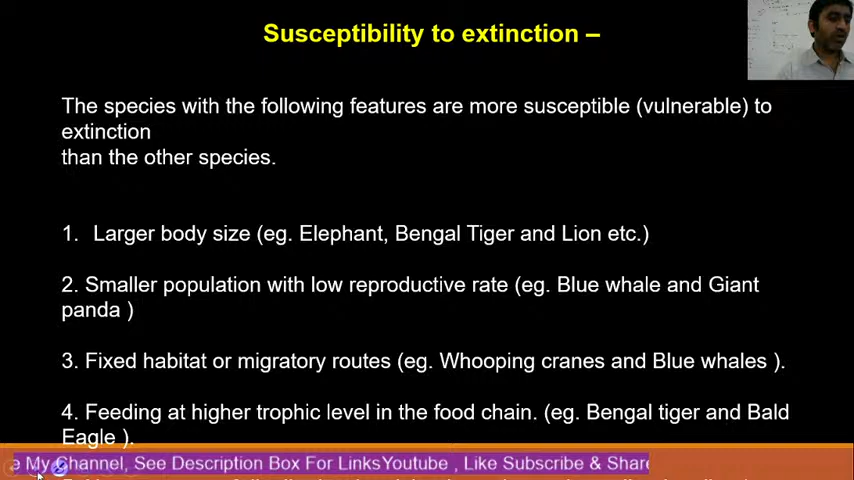 Susceptibility to extinction –
The species with the following features are more susceptible (vulnerable) to
extinction
than the other species.
1. Larger body size (eg. Elephant, Bengal Tiger and Lion etc.)
2. Smaller population with low reproductive rate (eg. Blue whale and Giant
panda )
3. Fixed habitat or migratory routes (eg. Whooping cranes and Blue whales ).
4. Feeding at higher trophic level in the food chain. (eg. Bengal tiger and Bald
Eagle ).
e My Channel, See Description Box For LinksYoutube , Like Subscribe & Share